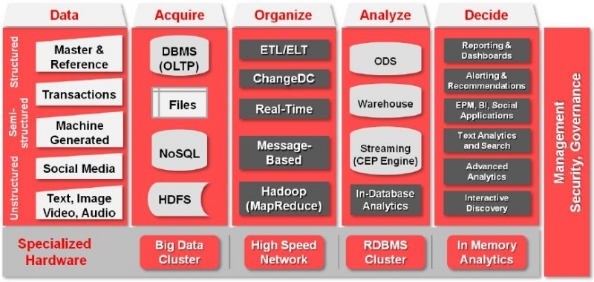 Data
Structured
Semi-
structured
Unstructured
Master &
Reference
Transactions
Machine
Generated
Social Media
Text, Image
Video, Audio
Acquire
DBMS
(OLTP)
Files
NoSQL
HDFS
Organize
ETL/ELT
ChangeDC
Real-Time
Message-
Based
Hadoop
(MapReduce)
Analyze
ODS
Warehouse
Streaming
(CEP Engine)
In-Database
Analytics
Decide
Reporting &
Dashboards
Alerting &
Recommendations
EPM, BI, Social
Applications
Text Analytics
and Search
Advanced
Analytics
Interactive
Discovery
Management
Security, Governance
Specialized
Hardware
Big Data
Cluster
High Speed
Network
RDBMS
Cluster
In Memory
Analytics